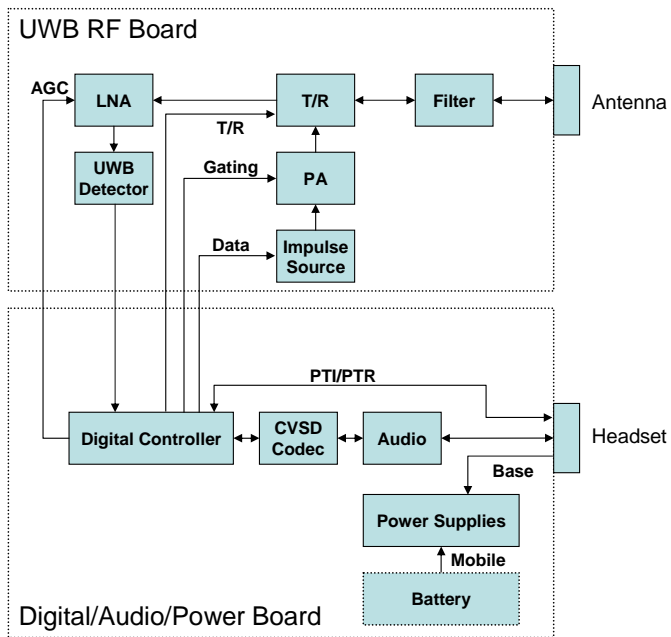 UWB RF Board
AGC
LNA
T/R
Filter
Antenna
T/R
UWB
Detector
Gating
PA
Data
Impulse
Source
PTI/PTR
Digital Controller
CVSD
Codec
Audio
Headset
Base
Power Supplies
Mobile
Battery
Digital/Audio/Power Board